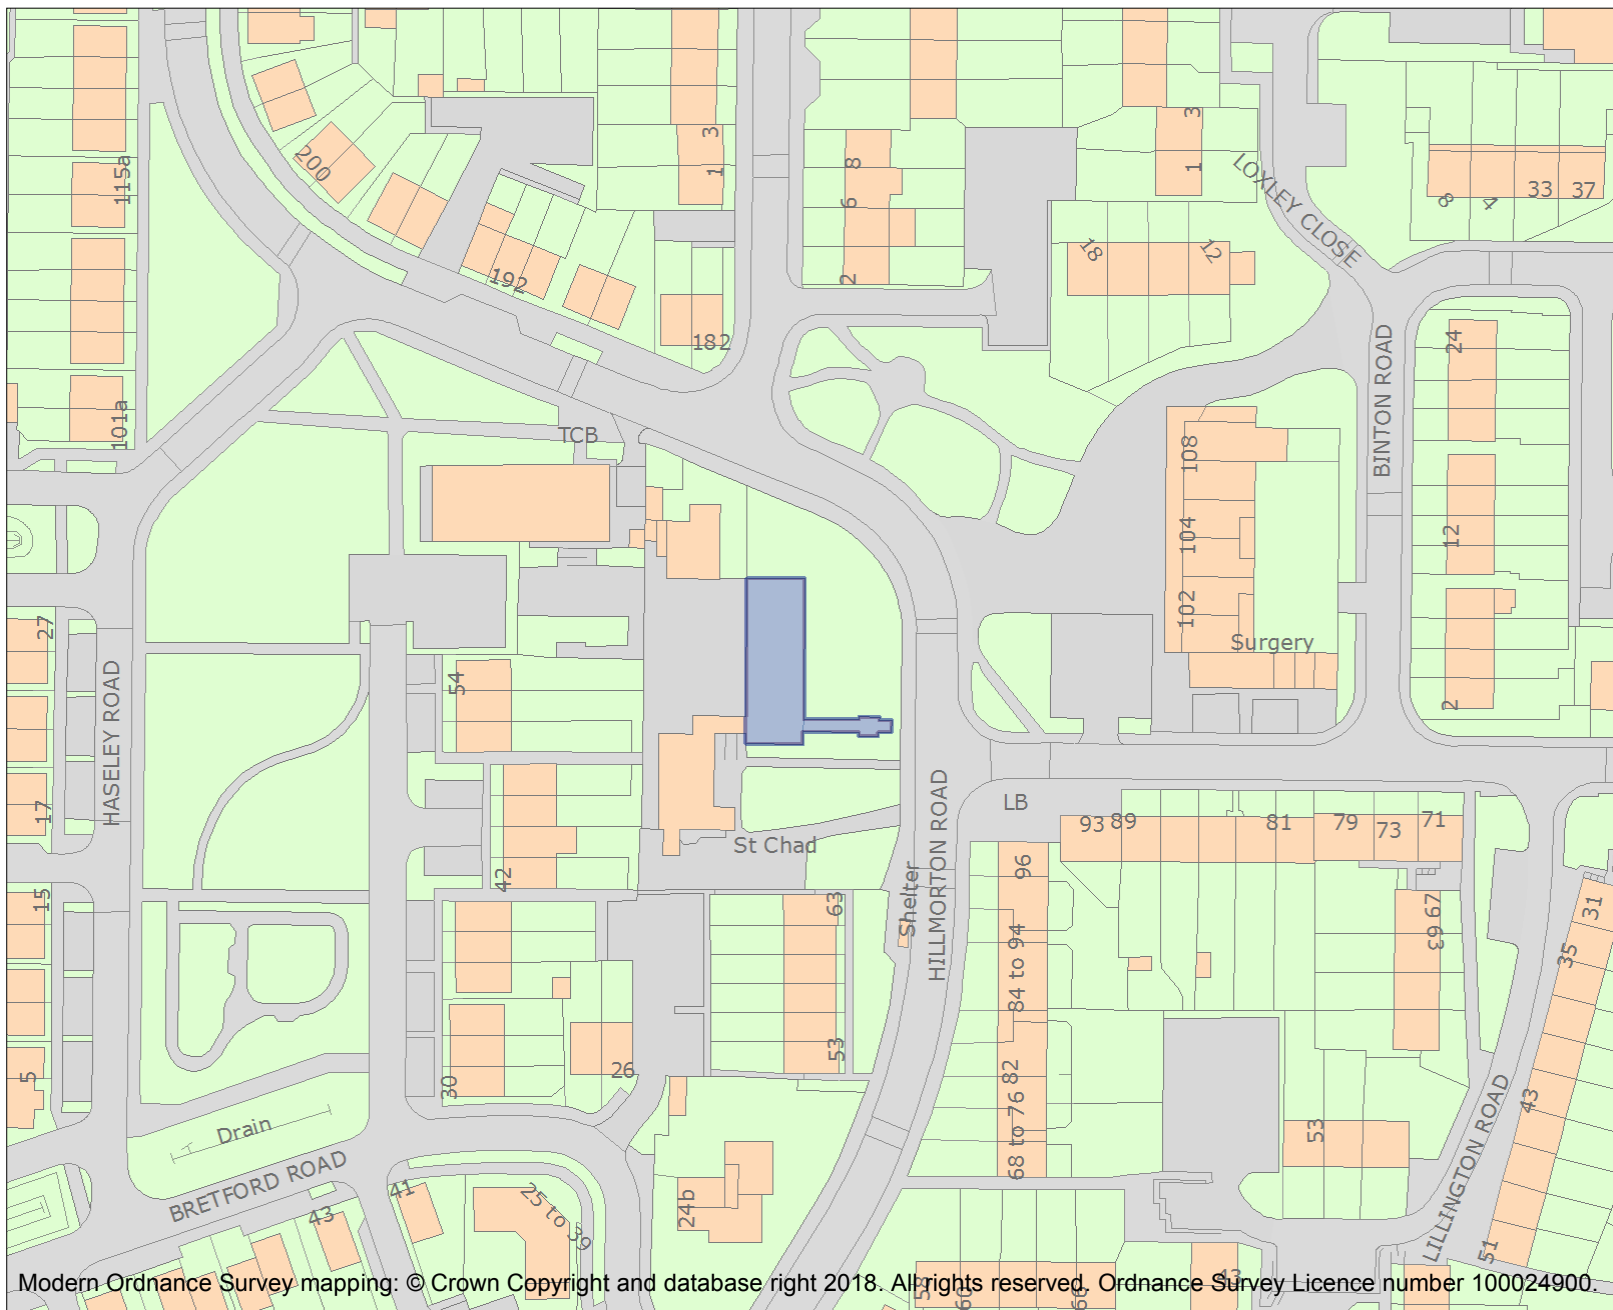 115a
200
3
1
8
6
2
3
1
LOXLEY CLOSE
8
4
33
37
192
182
18
12
101a
TCB
BINTON ROAD
24
12
2
108
104
102
Surgery
27
17
15
5
HASELEY ROAD
54
42
30
26
St Chad
LB
HILLMORTON ROAD
Shelter
63
53
93
89
81
79
73
71
96
84 to 94
68 to 76
82
67
63
31
35
43
51
53
LILLINGTON ROAD
Drain
BRETFORD ROAD
41
43
25 to 39
24b
58
60
66
43
Modern Ordnance Survey mapping: © Crown Copyright and database right 2018. All rights reserved. Ordnance Survey Licence number 100024900.